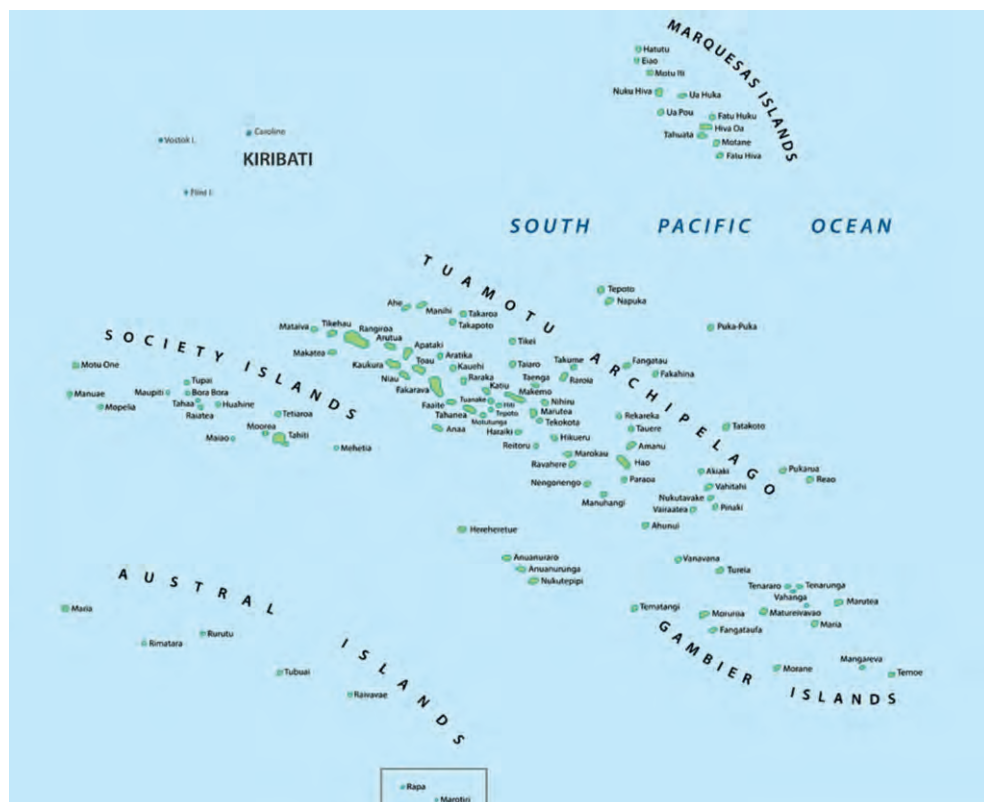 MARQUESAS ISLANDS
Hatutu
Eiao
Motu Iti
Nuku Hiva
Ua Huka
Ua Pou
Fatu Huku
Hiva Oa
Tahuata
Motane
Fatu Hiva
Caroline
Vostok I.
KIRIBATI
Flint I.
SOUTH PACIFIC OCEAN
TUAMOTU ARCHIPELAGO
Tepoto
Napuka
Ahe
Manihi
Takaroa
Takapoto
Puka-Puka
Mataiva
Tikehau
Rangiroa
Arutua
Apataki
Tikei
Makatea
Kaukura
Toau
Aratika
Kauehi
Taiaro
Takume
Fangatau
Fakahina
Niau
Raraka
Taenga
Raroia
Fakarava
Katiu
Makemo
Faaite
Tuanake
Hiti
Nihiru
Tahanea
Tepoto
Marutea
Motutunga
Tekokota
Rekareka
Tauere
Tatakoto
Anaa
Haraiki
Hikueru
Reitoru
Amanu
Marokau
Ravahere
Hao
Akiaki
Pukarua
Reao
Nengonengo
Paraoa
Vahitahi
Manuhangi
Nukutavake
Vairaatea
Pinaki
Ahunui
SOCIETY ISLANDS
Motu One
Tupai
Manuae
Maupiti
Bora Bora
Mopelia
Tahaa
Huahine
Raiatea
Tetiaroa
Moorea
Maiao
Tahiti
Mehetia
Hereheretue
Anuanuraro
Anuanurunga
Nukutepipi
Vanavana
Tureia
Tenararo
Tenarunga
Vahanga
Marutea
Tematangi
Moruroa
Matureivavao
Fangataufa
Maria
GAMBIER ISLANDS
Morane
Mangareva
Temoe
AUSTRAL ISLANDS
Maria
Rurutu
Rimatara
Tubuai
Raivavae
Rapa
Marotiri